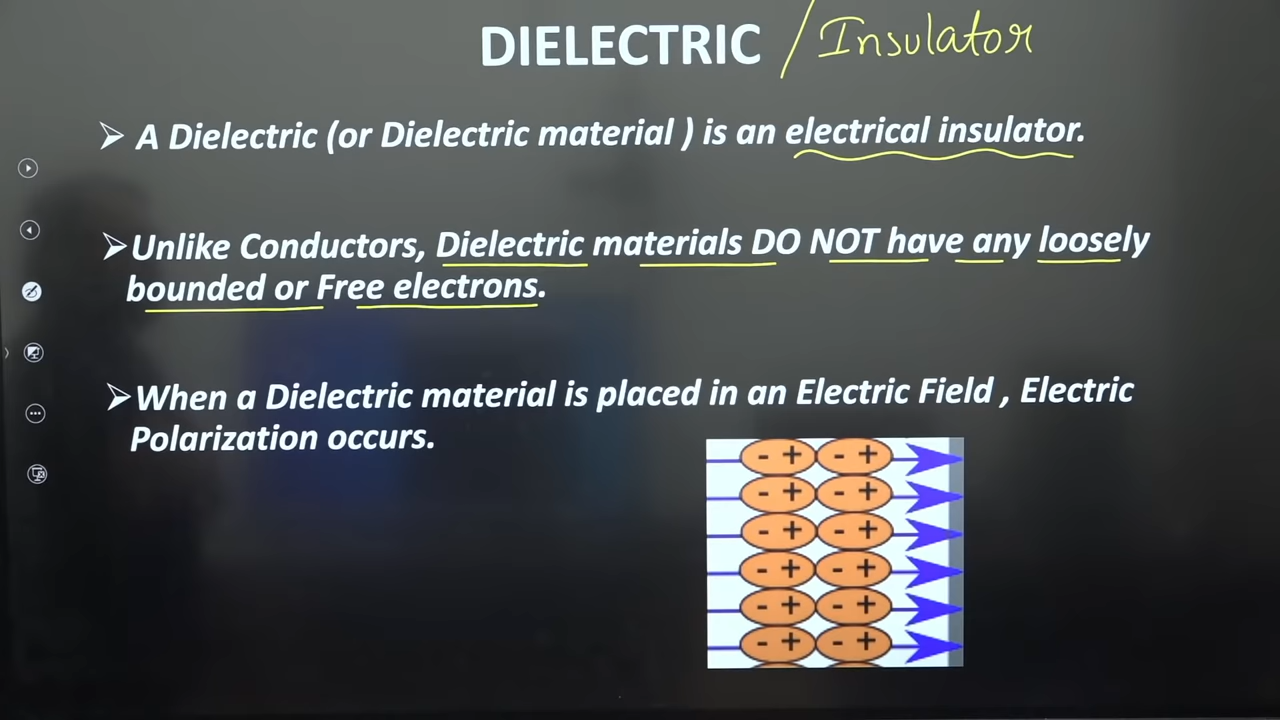 DIELECTRIC / Insulator
➢ A Dielectric (or Dielectric material ) is an electrical insulator.
➢Unlike Conductors, Dielectric materials DO NOT have any loosely
bounded or Free electrons.
➢When a Dielectric material is placed in an Electric Field , Electric
Polarization occurs.
- + - +
- + - +
- + - +
- + - +
- + - +
- + - +